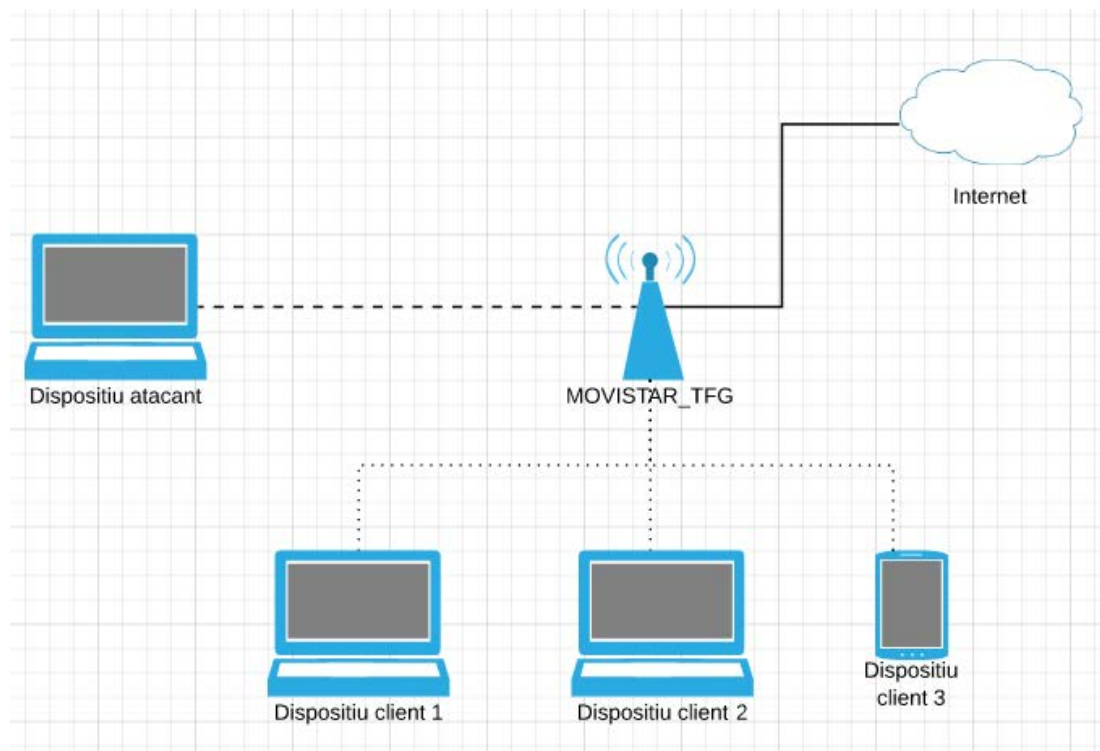 Internet
Dispositiu atacant
MOVISTAR_TFG
Dispositiu client 1
Dispositiu client 2
Dispositiu
client 3